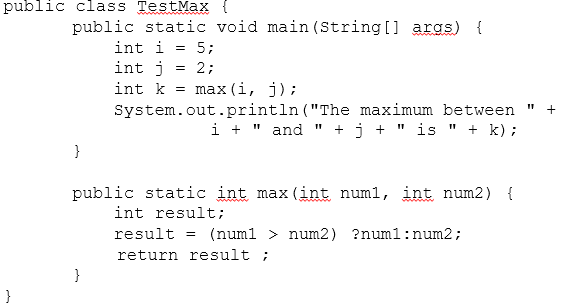 public class TestMax {
public static void main(String[] args) {
int i = 5;
int j = 2;
int k = max(i, j);
System.out.println("The maximum between " +
i + " and " + j + " is " + k);
}
public static int max(int num1, int num2) {
int result;
result = (num1 > num2) ?num1:num2;
return result ;
}
}